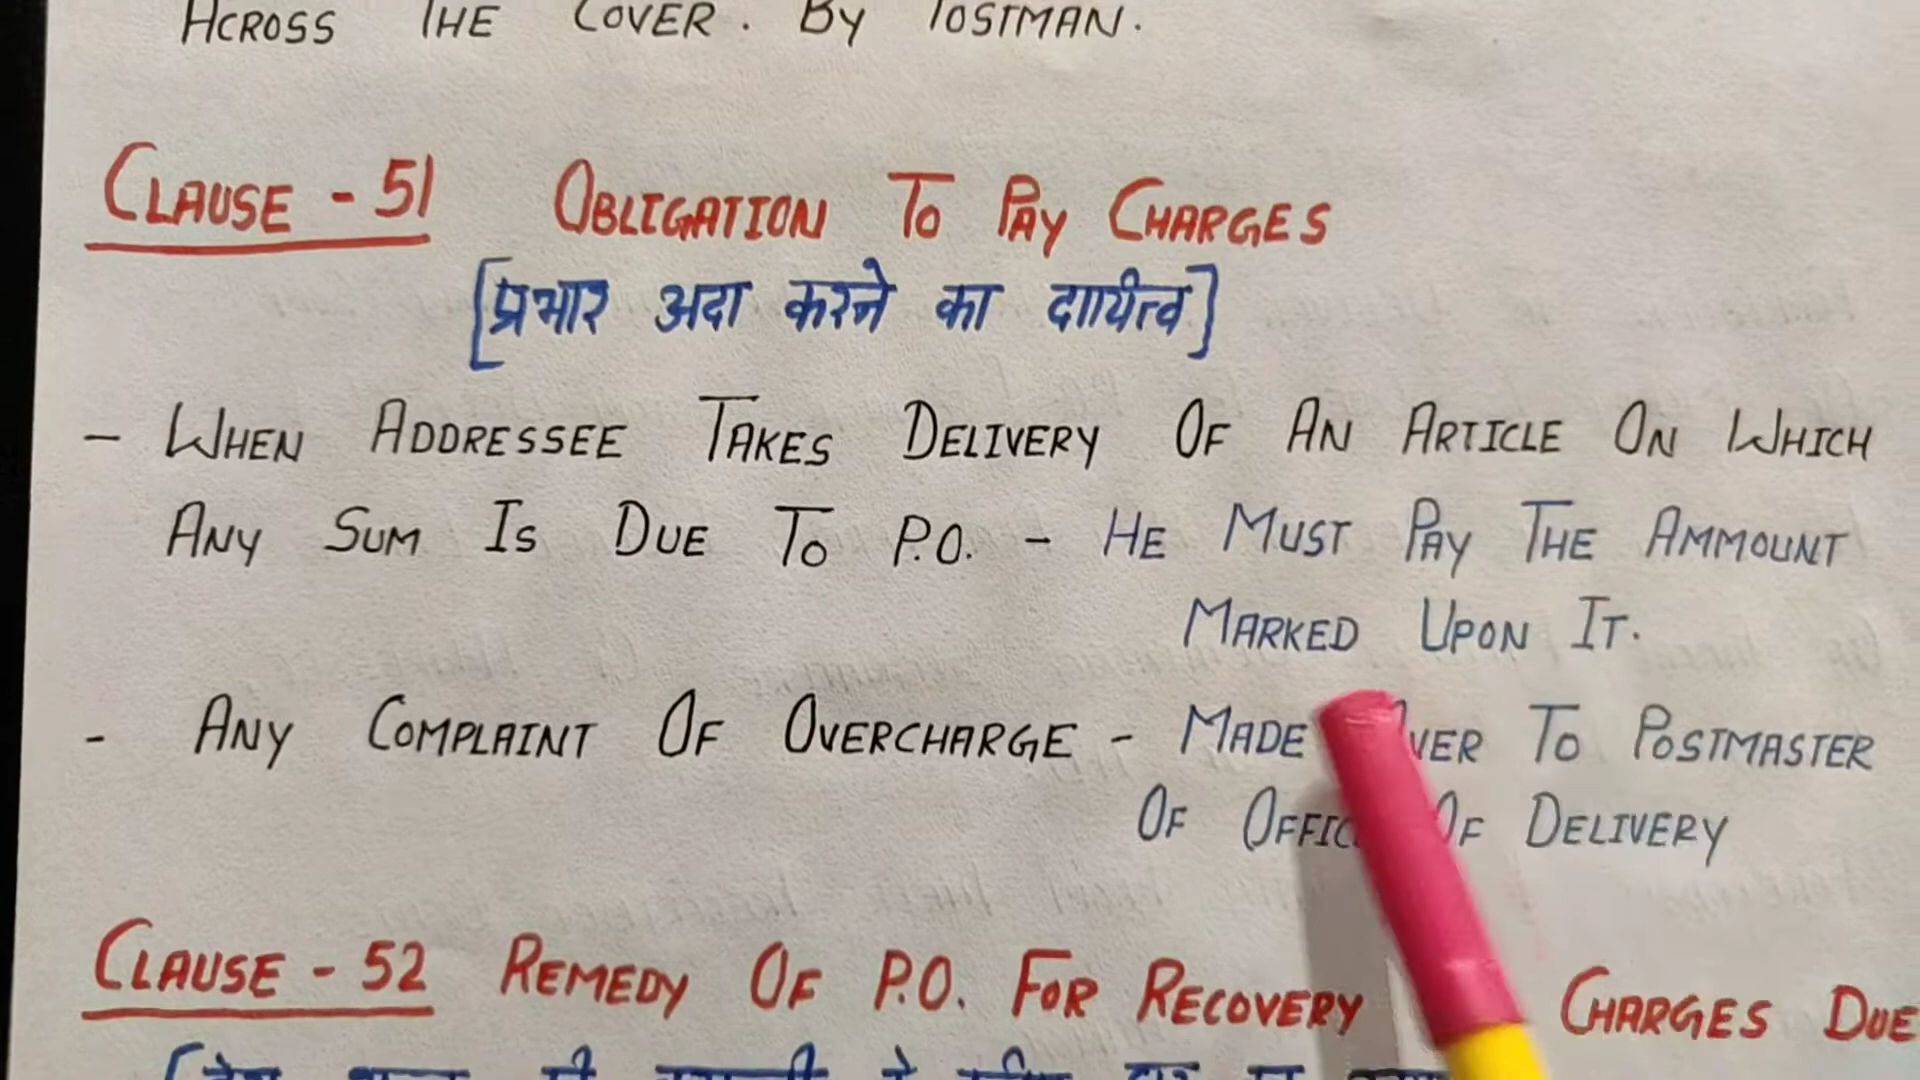 ACROSS THE COVER. BY POSTMAN.
CLAUSE - 51 OBLIGATION TO PAY CHARGES
[प्रभार अदा करने का दायीत्व]
- WHEN ADDRESSEE TAKES DELIVERY OF AN ARTICLE ON WHICH
ANY SUM IS DUE TO P.O. - HE MUST PAY THE AMMOUNT
MARKED UPON IT.
- ANY COMPLAINT OF OVERCHARGE - MADE OVER TO POSTMASTER
OF OFFICE OF DELIVERY
CLAUSE - 52 REMEDY OF P.O. FOR RECOVERY CHARGES DUE